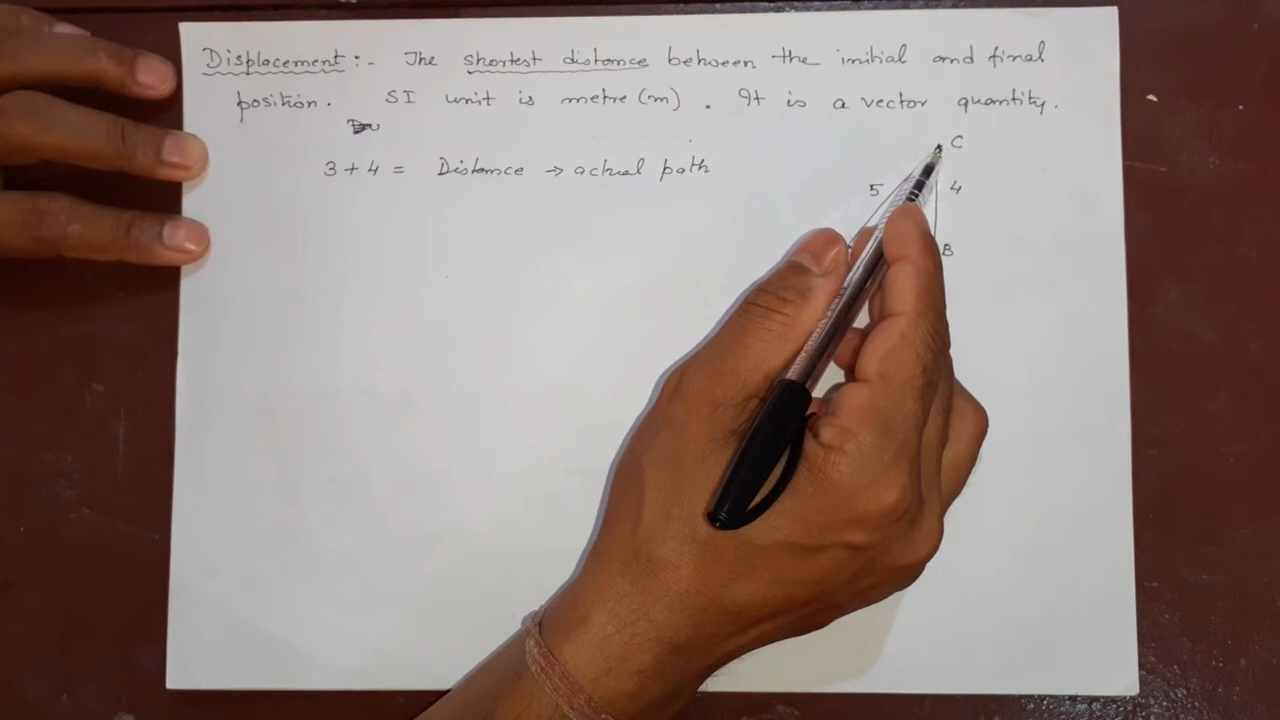 Displacement :- The shortest distance between the initial and final
position. SI unit is metre (m). It is a vector quantity.
3 + 4 = Distance → actual path
C
5
4
B